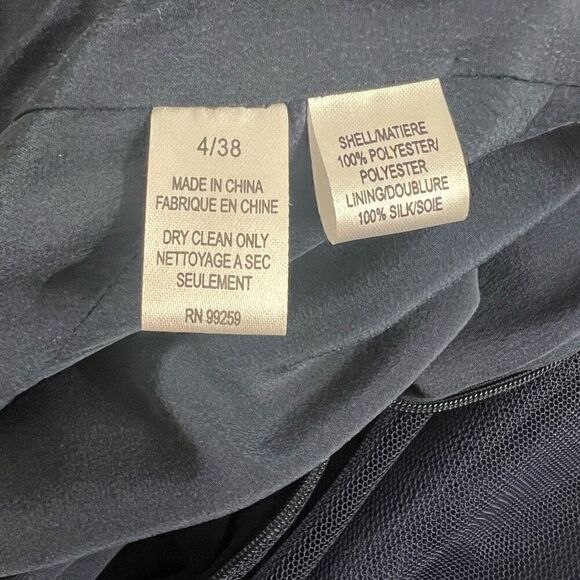 4/38
MADE IN CHINA
FABRIQUE EN CHINE
DRY CLEAN ONLY
NETTOYAGE A SEC
SEULEMENT
RN 99259
SHELL/MATIERE
100% POLYESTER/
POLYESTER
LINING/DOUBLURE
100% SILK/SOIE